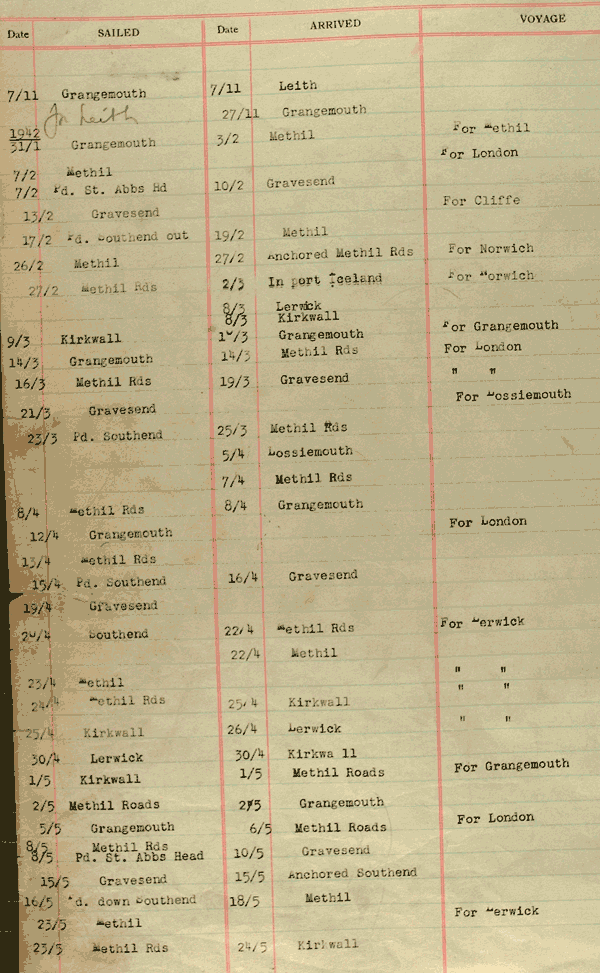 Date SAILED Date ARRIVED VOYAGE
7/11 Grangemouth 7/11 Leith
for Leith 27/11 Grangemouth
1942
31/1 Grangemouth 3/2 Methil For Methil
For London
7/2 Methil
7/2 Pd. St. Abbs Hd 10/2 Gravesend
For Cliffe
13/2 Gravesend
17/2 Pd. Southend out 19/2 Methil
26/2 Methil 27/2 Anchored Methil Rds For Norwich
27/2 Methil Rds 2/3 In port Iceland For Norwich
8/3 Lerwick
8/3 Kirkwall
9/3 Kirkwall 10/3 Grangemouth For Grangemouth
14/3 Grangemouth 14/3 Methil Rds For London
16/3 Methil Rds 19/3 Gravesend " "
21/3 Gravesend For Lossiemouth
23/3 Pd. Southend 25/3 Methil Rds
5/4 Lossiemouth
7/4 Methil Rds
8/4 Methil Rds 8/4 Grangemouth
12/4 Grangemouth For London
13/4 Methil Rds
15/4 Pd. Southend 16/4 Gravesend
19/4 Gravesend
20/4 Southend 22/4 Methil Rds For Lerwick
22/4 Methil
23/4 Methil " "
24/4 Methil Rds 25/4 Kirkwall " "
25/4 Kirkwall 26/4 Lerwick " "
30/4 Lerwick 30/4 Kirkwa ll
1/5 Kirkwall 1/5 Methil Roads For Grangemouth
2/5 Methil Roads 2/5 Grangemouth
5/5 Grangemouth 6/5 Methil Roads For London
8/5 Methil Rds
8/5 Pd. St. Abbs Head 10/5 Gravesend
15/5 Gravesend 15/5 Anchored Southend
16/5 Pd. down Southend 18/5 Methil
23/5 Methil For Lerwick
23/5 Methil Rds 24/5 Kirkwall